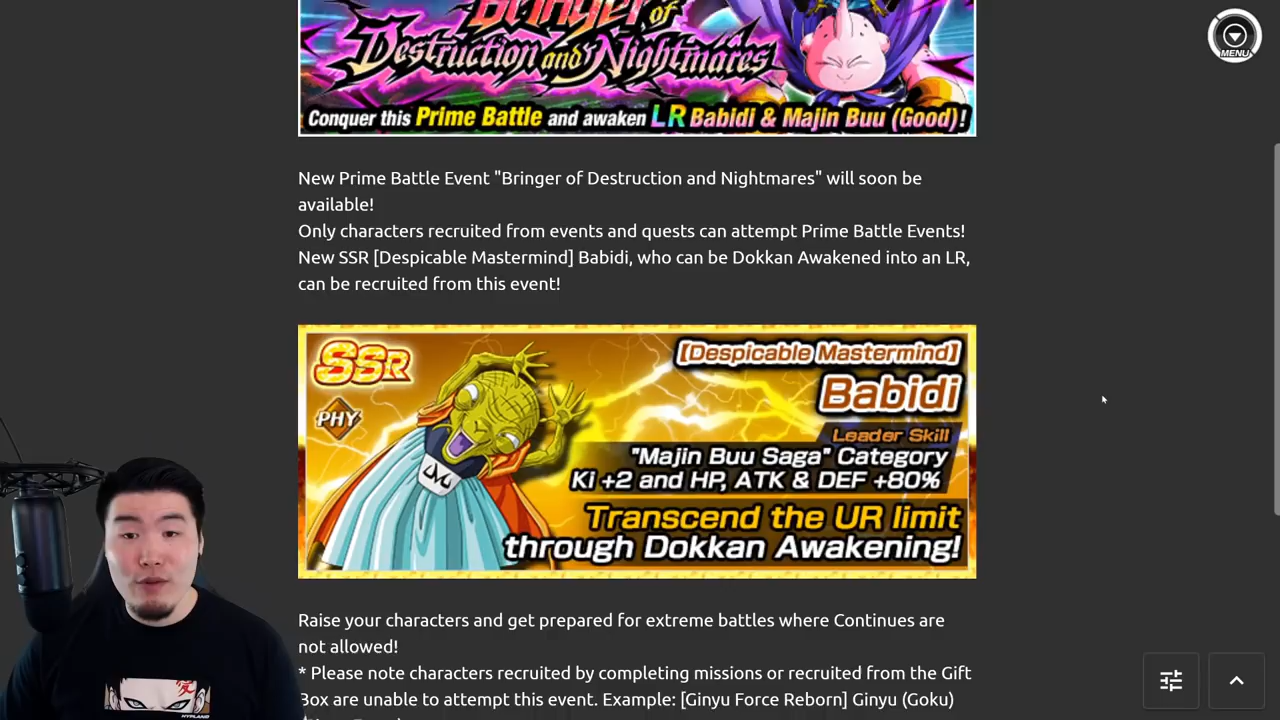 Bringer of
Destruction and Nightmares
Conquer this Prime Battle and awaken LR Babidi & Majin Buu (Good)!
MENU
New Prime Battle Event "Bringer of Destruction and Nightmares" will soon be
available!
Only characters recruited from events and quests can attempt Prime Battle Events!
New SSR [Despicable Mastermind] Babidi, who can be Dokkan Awakened into an LR,
can be recruited from this event!
SSR
[Despicable Mastermind]
PHY
Babidi
Leader Skill
"Majin Buu Saga" Category
Ki +2 and HP, ATK & DEF +80%
Transcend the UR limit
through Dokkan Awakening!
Raise your characters and get prepared for extreme battles where Continues are
not allowed!
* Please note characters recruited by completing missions or recruited from the Gift
Box are unable to attempt this event. Example: [Ginyu Force Reborn] Ginyu (Goku)
HYPLAND